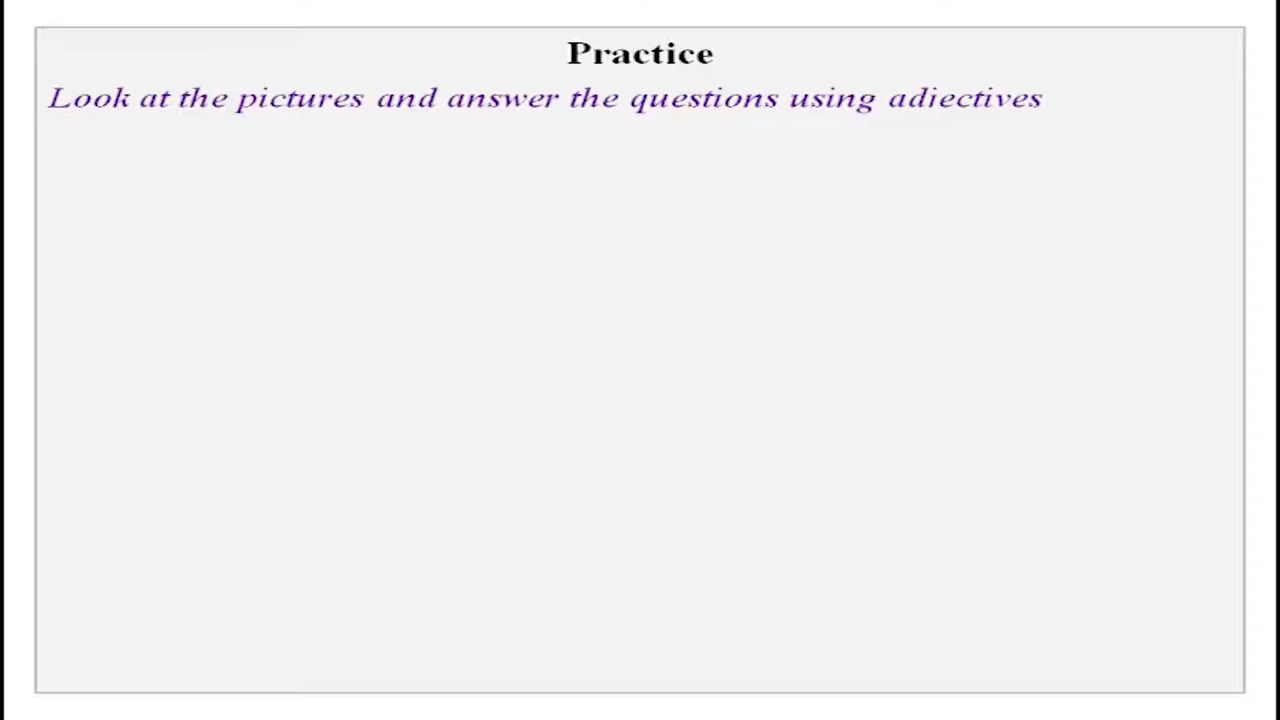 Practice
Look at the pictures and answer the questions using adjectives